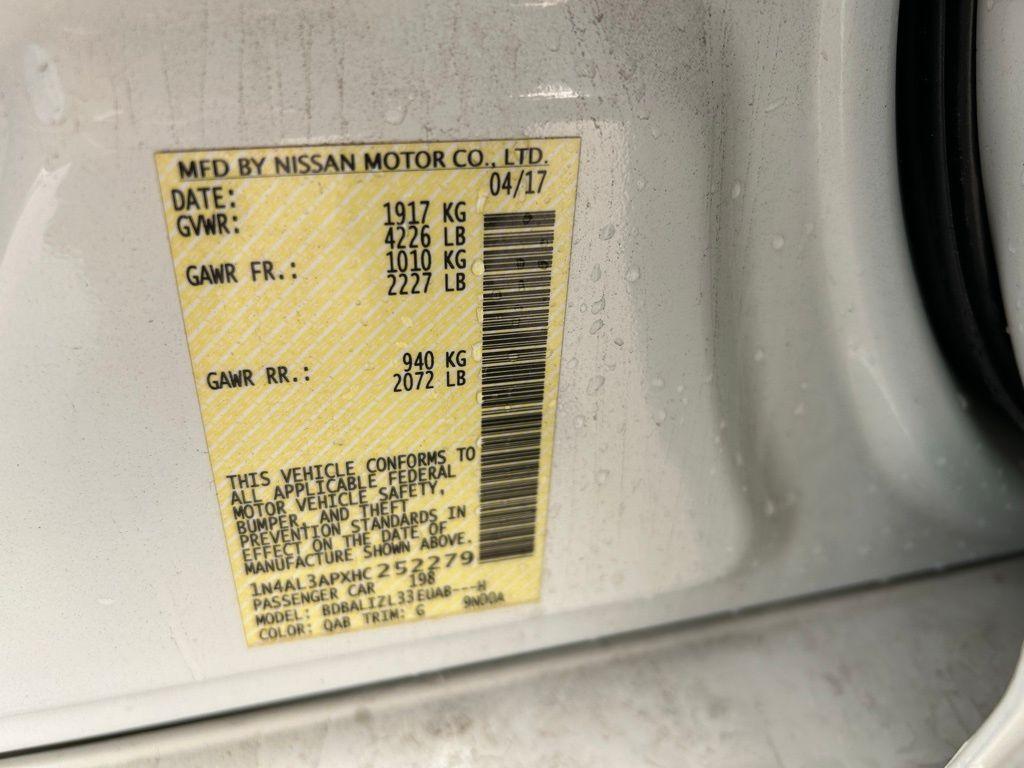 MFD BY NISSAN MOTOR CO., LTD.
DATE: 04/17
GVWR: 1917 KG
4226 LB
GAWR FR.: 1010 KG
2227 LB
GAWR RR.: 940 KG
2072 LB
THIS VEHICLE CONFORMS TO
ALL APPLICABLE FEDERAL
MOTOR VEHICLE SAFETY,
BUMPER, AND THEFT
PREVENTION STANDARDS IN
EFFECT ON THE DATE OF
MANUFACTURE SHOWN ABOVE.
1N4AL3APXHC252279
PASSENGER CAR 198
MODEL: BDBALIZL33EUAB---H
COLOR: QAB TRIM: G 9N00A